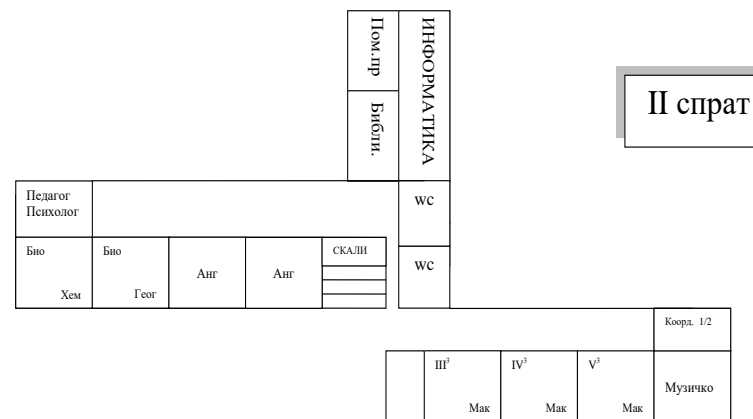 Пом.пр
Библи.
ИНФОРМАТИКА
II спрат
Педагог
Психолог
wc
wc
Био
Хем
Био
Геог
Анг
Анг
СКАЛИ
Коорд. 1/2
III³
Мак
IV³
Мак
V³
Мак
Музичко